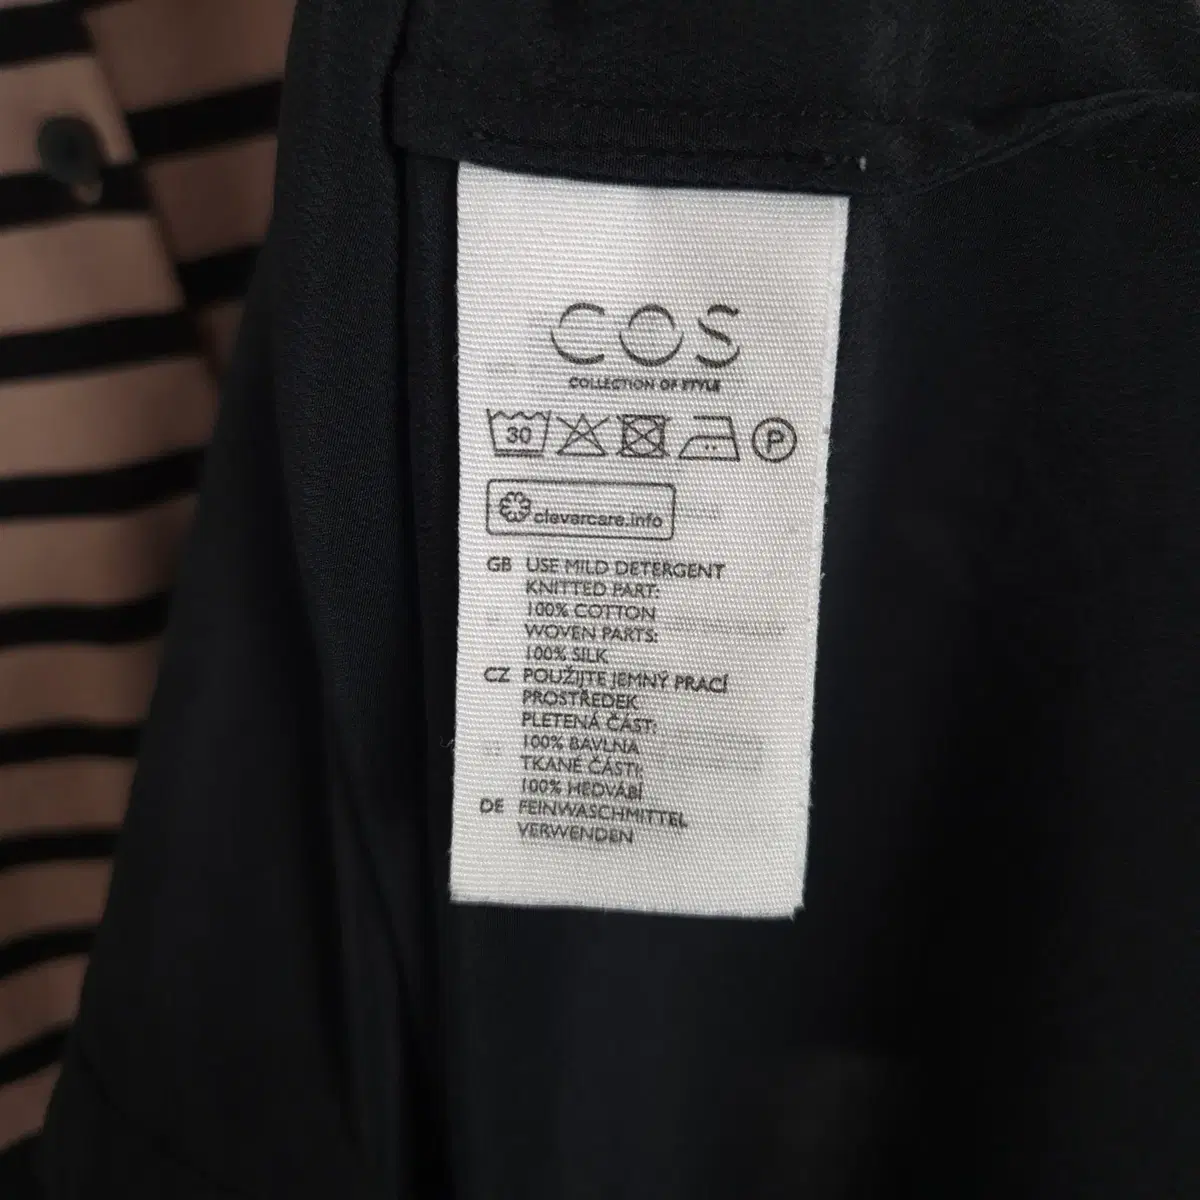 COS
COLLECTION OF STYLE
30 P
clevercare.info
GB USE MILD DETERGENT
KNITTED PART:
100% COTTON
WOVEN PARTS:
100% SILK
CZ POUŽIJTE JEMNÝ PRACÍ
PROSTŘEDEK
PLETENÁ ČÁST:
100% BAVLNA
TKANÉ ČÁSTI:
100% HEDVÁBÍ
DE FEINWASCHMITTEL
VERWENDEN